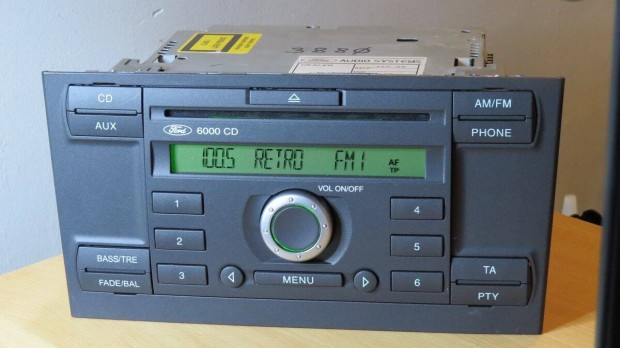 3880
AUDIO SYSTEMS
CD
AUX
AM/FM
PHONE
Ford 6000 CD
100.5 RETRO FM1 AF TP
VOL ON/OFF
1
2
3
4
5
6
BASS/TRE
FADE/BAL
MENU
TA
PTY